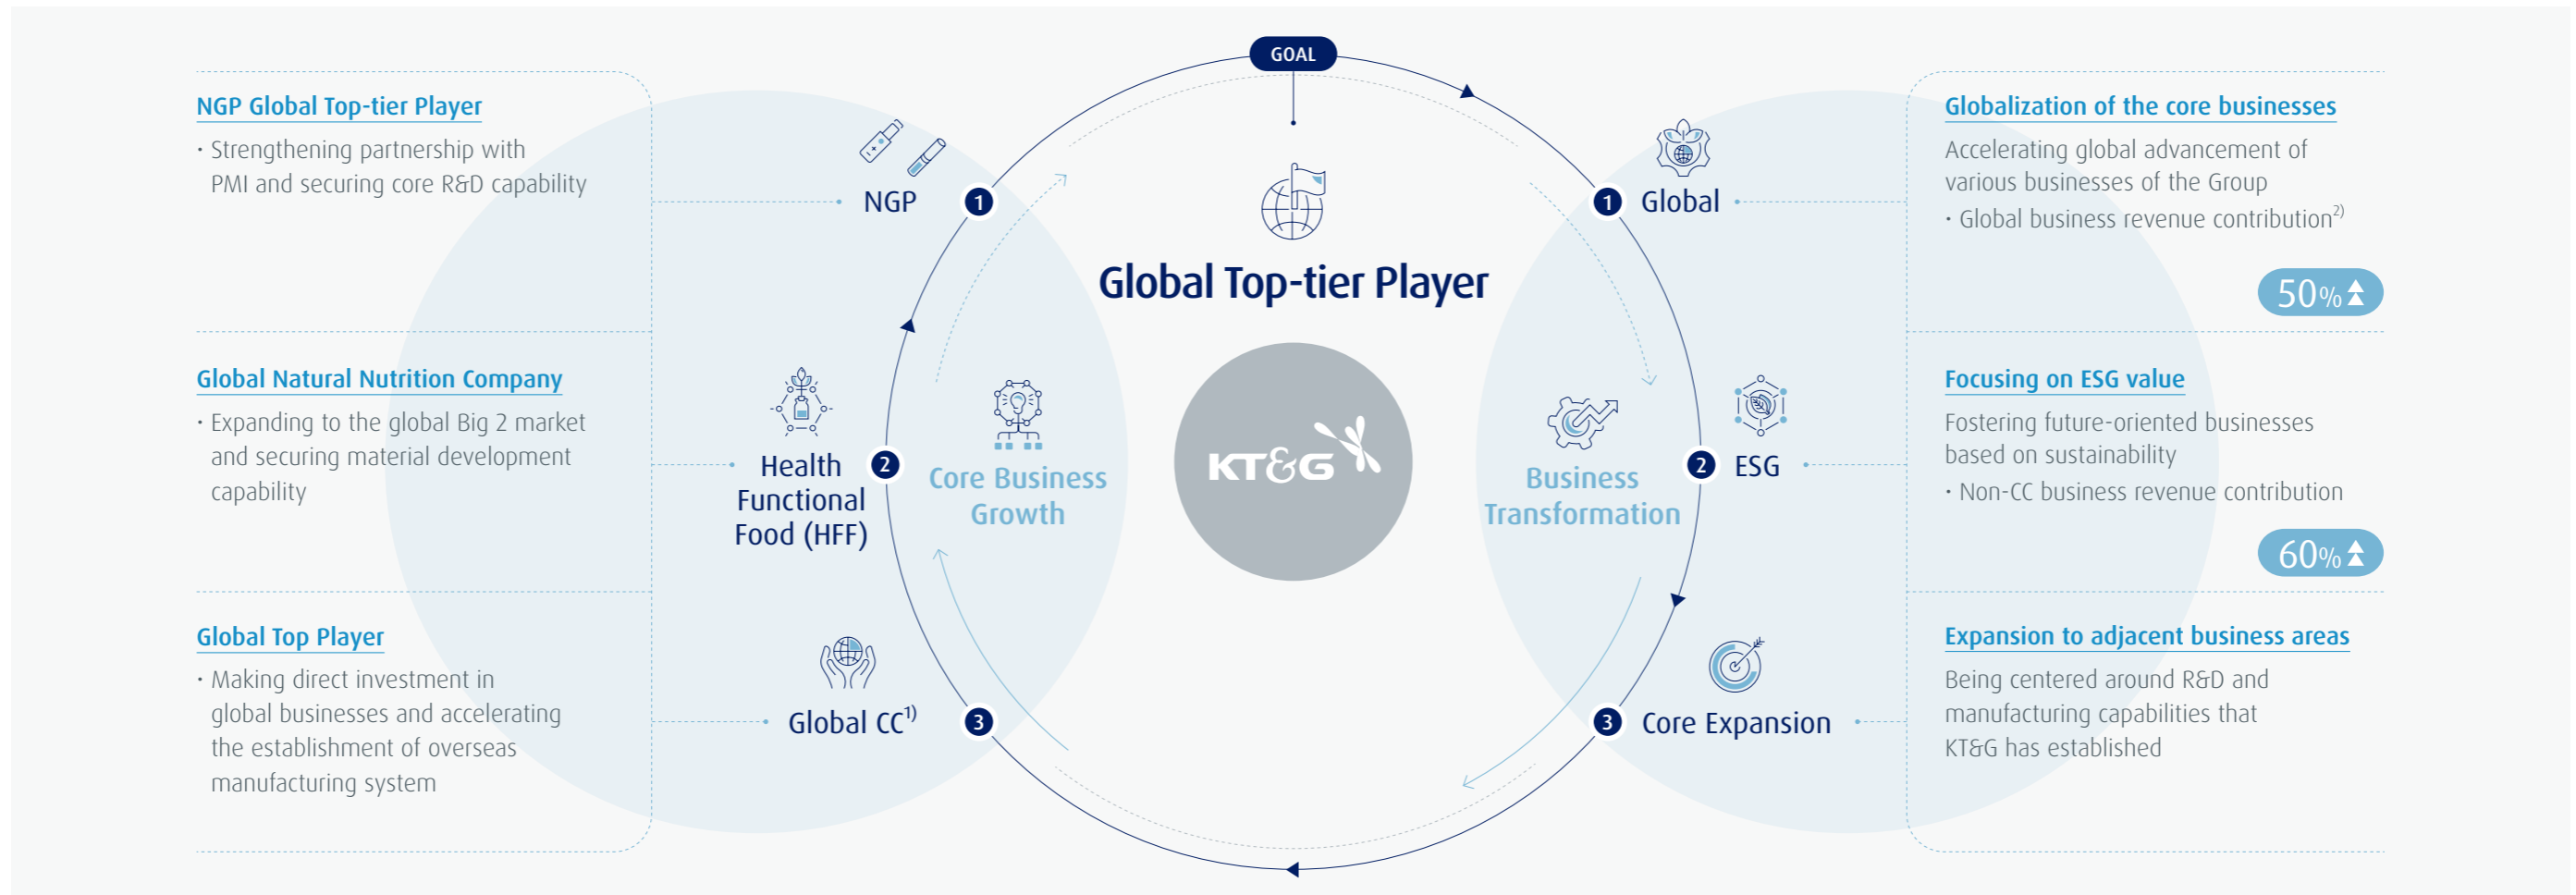 GOAL
Global Top-tier Player
KT&G
NGP Global Top-tier Player
· Strengthening partnership with
PMI and securing core R&D capability
NGP
1
Global Natural Nutrition Company
· Expanding to the global Big 2 market
and securing material development
capability
Health
Functional
Food (HFF)
2
Core Business
Growth
Global Top Player
· Making direct investment in
global businesses and accelerating
the establishment of overseas
manufacturing system
Global CC1)
3
1
Global
Globalization of the core businesses
Accelerating global advancement of
various businesses of the Group
· Global business revenue contribution2)
50%
Business
Transformation
2
ESG
Focusing on ESG value
Fostering future-oriented businesses
based on sustainability
· Non-CC business revenue contribution
60%
3
Core Expansion
Expansion to adjacent business areas
Being centered around R&D and
manufacturing capabilities that
KT&G has established